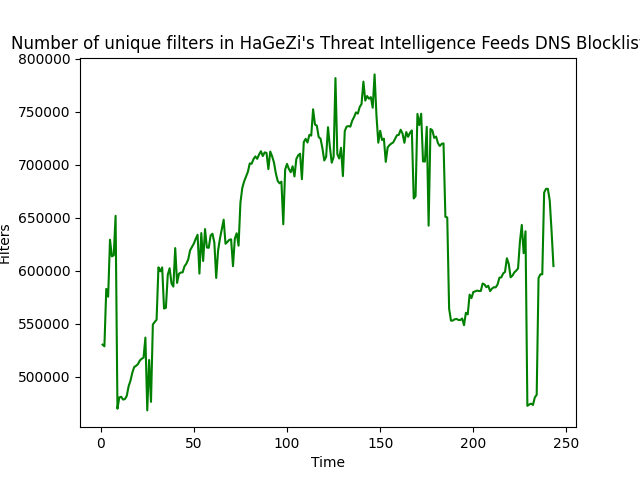 Number of unique filters in HaGeZi's Threat Intelligence Feeds DNS Blocklis
800000
750000
700000
650000
600000
550000
500000
Filters
0 50 100 150 200 250
Time